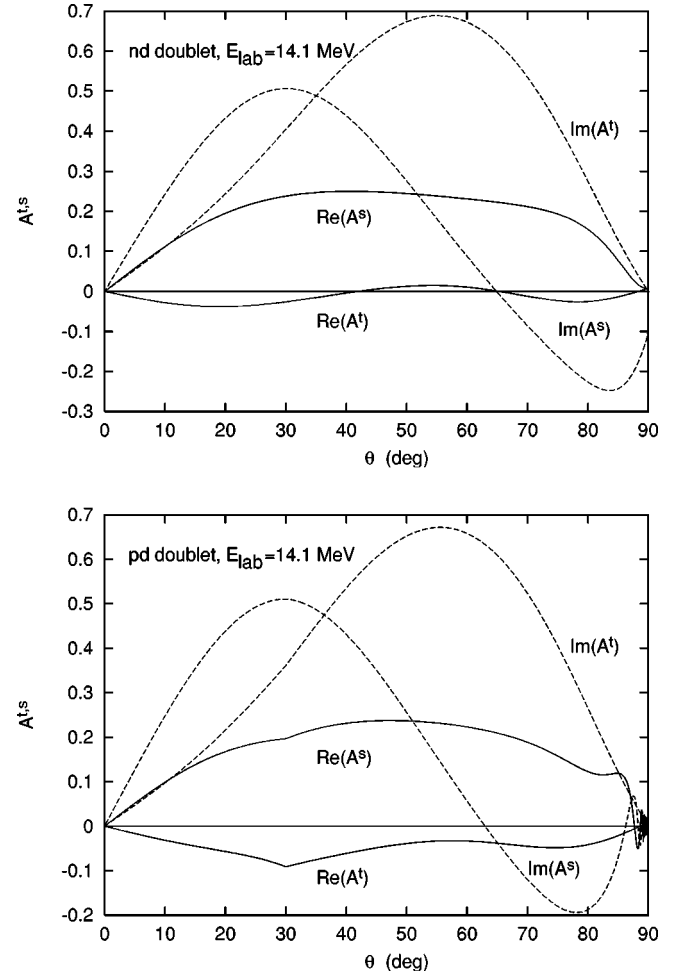 0.7
nd doublet, Elab=14.1 MeV
0.6
Im(Aᵗ)
0.5
0.4
Aᵗ,ˢ
0.3
0.2
Re(Aˢ)
0.1
0
Re(Aᵗ)
Im(Aˢ)
-0.1
-0.2
-0.3
0 10 20 30 40 50 60 70 80 90
θ (deg)
0.7
pd doublet, Elab=14.1 MeV
0.6
0.5
0.4
Im(Aᵗ)
0.3
Aᵗ,ˢ
0.2
Re(Aˢ)
0.1
0
Re(Aᵗ)
Im(Aˢ)
-0.1
-0.2
0 10 20 30 40 50 60 70 80 90
θ (deg)